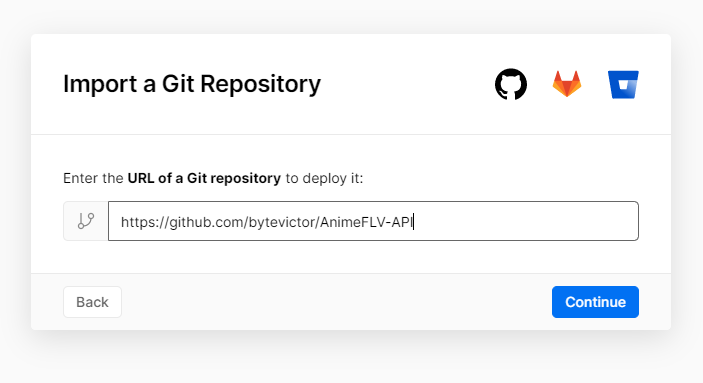 Import a Git Repository
Enter the URL of a Git repository to deploy it:
https://github.com/bytevictor/AnimeFLV-API
Back
Continue